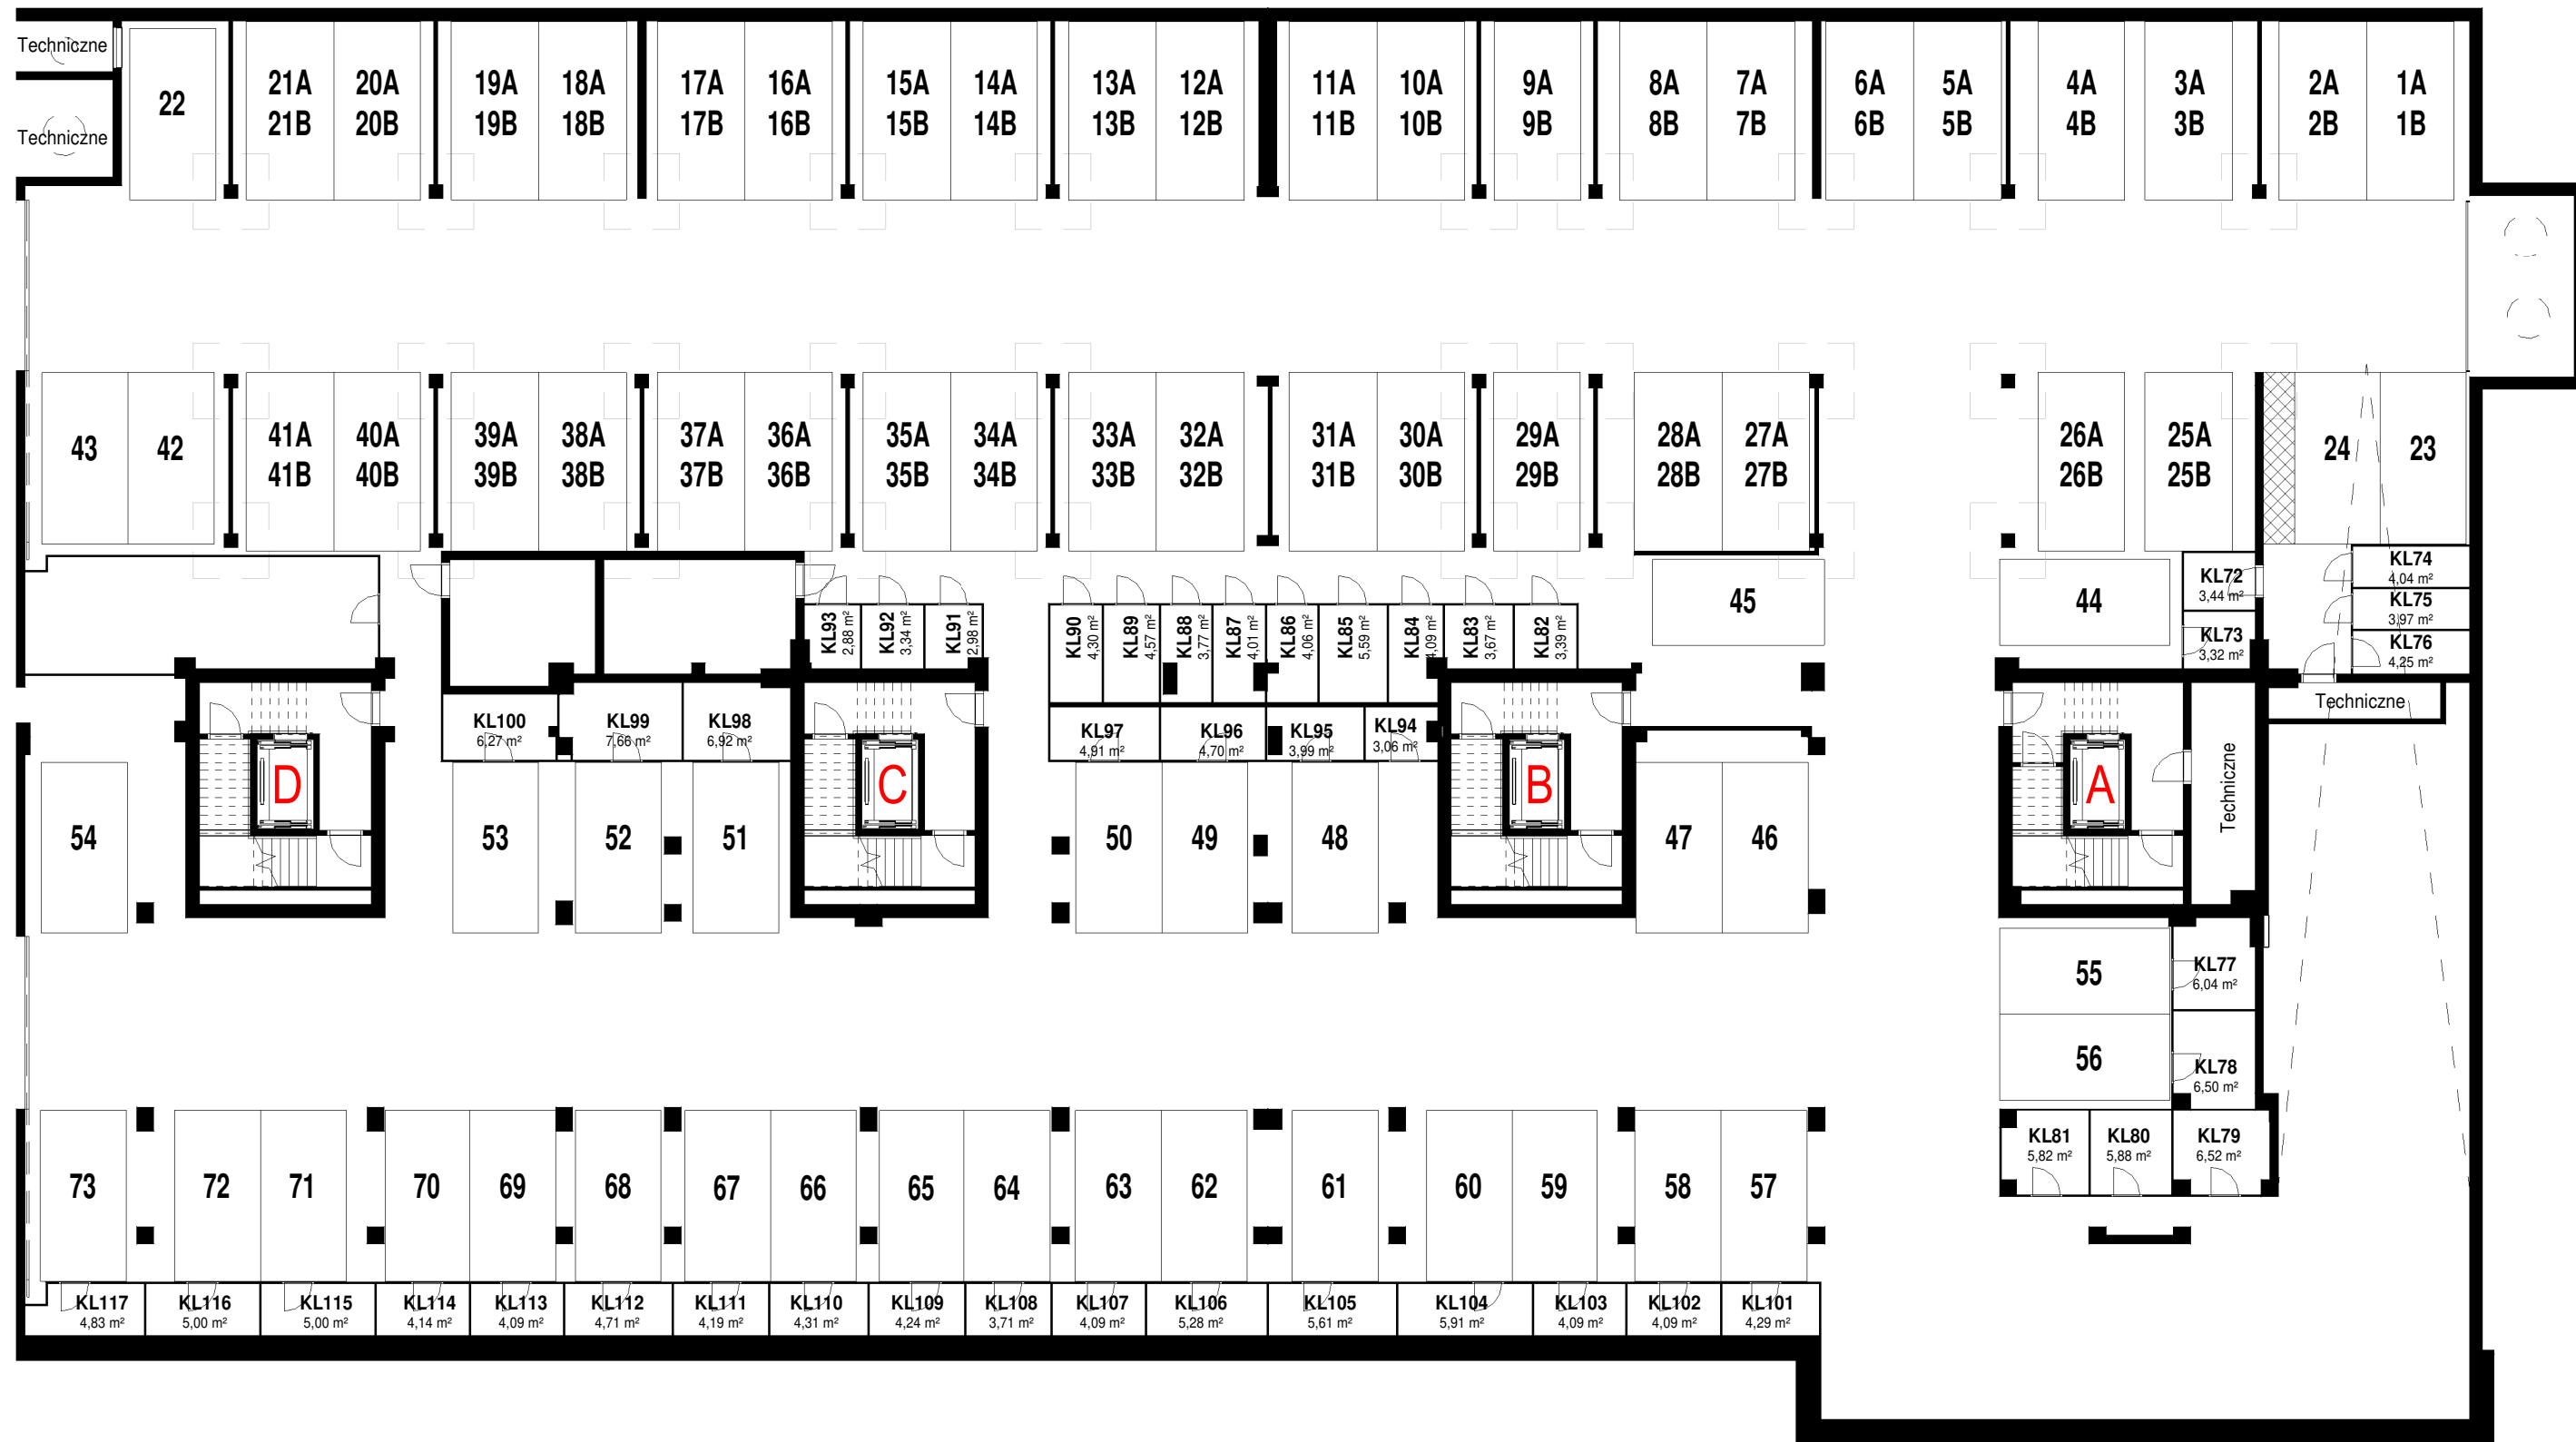 Techniczne
Techniczne
22
21A 20A 19A 18A 17A 16A 15A 14A 13A 12A 11A 10A 9A 8A 7A 6A 5A 4A 3A 2A 1A
21B 20B 19B 18B 17B 16B 15B 14B 13B 12B 11B 10B 9B 8B 7B 6B 5B 4B 3B 2B 1B
43 42
41A 40A 39A 38A 37A 36A 35A 34A 33A 32A 31A 30A 29A 28A 27A 26A 25A
41B 40B 39B 38B 37B 36B 35B 34B 33B 32B 31B 30B 29B 28B 27B 26B 25B
24 23
KL93
2,88 m²
KL92
3,34 m²
KL91
2,98 m²
KL90
4,30 m²
KL89
4,57 m²
KL88
3,77 m²
KL87
4,01 m²
KL86
4,06 m²
KL85
5,59 m²
KL84
4,09 m²
KL83
3,67 m²
KL82
3,39 m²
45
44
KL72
3,44 m²
KL73
3,32 m²
KL74
4,04 m²
KL75
3,97 m²
KL76
4,25 m²
Techniczne
KL100
6,27 m²
KL99
7,66 m²
KL98
6,92 m²
KL97
4,91 m²
KL96
4,70 m²
KL95
3,99 m²
KL94
3,06 m²
D
C
B
A
Techniczne
54 53 52 51 50 49 48 47 46
55
56
KL77
6,04 m²
KL78
6,50 m²
KL81
5,82 m²
KL80
5,88 m²
KL79
6,52 m²
73 72 71 70 69 68 67 66 65 64 63 62 61 60 59 58 57
KL117
4,83 m²
KL116
5,00 m²
KL115
5,00 m²
KL114
4,14 m²
KL113
4,09 m²
KL112
4,71 m²
KL111
4,19 m²
KL110
4,31 m²
KL109
4,24 m²
KL108
3,71 m²
KL107
4,09 m²
KL106
5,28 m²
KL105
5,61 m²
KL104
5,91 m²
KL103
4,09 m²
KL102
4,09 m²
KL101
4,29 m²